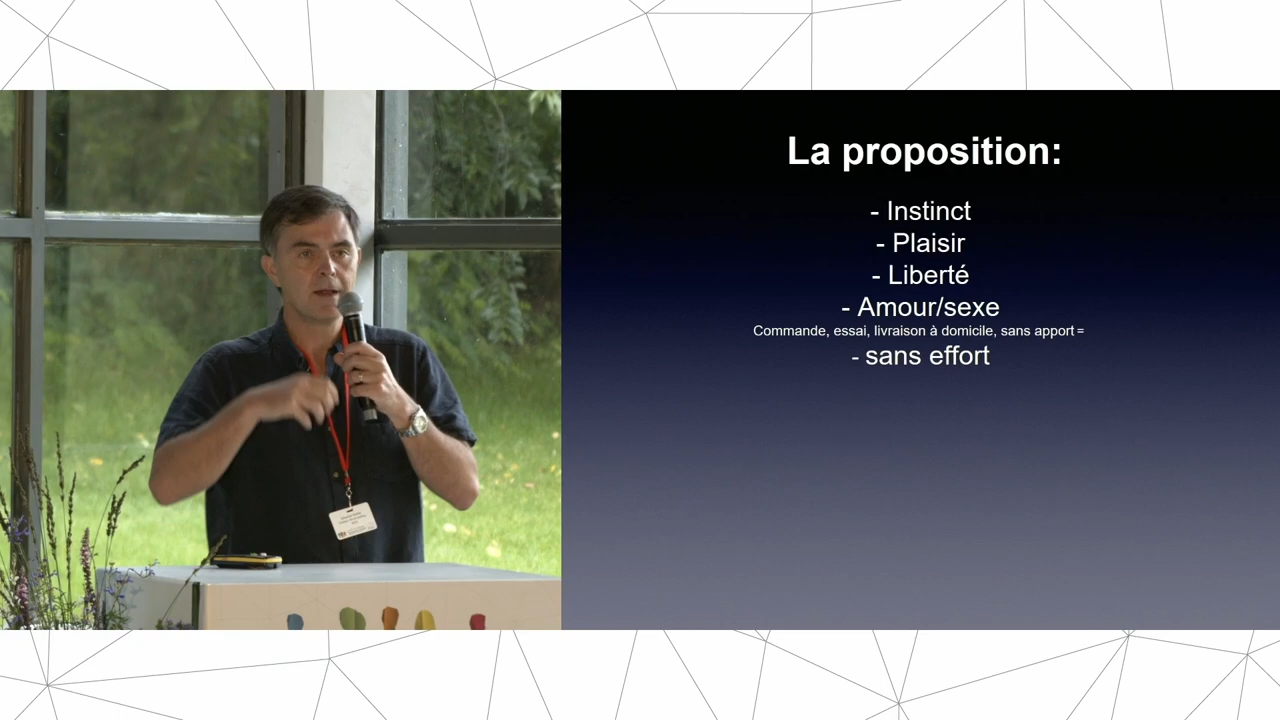 La proposition:
- Instinct
- Plaisir
- Liberté
- Amour/sexe
Commande, essai, livraison à domicile, sans apport =
- sans effort